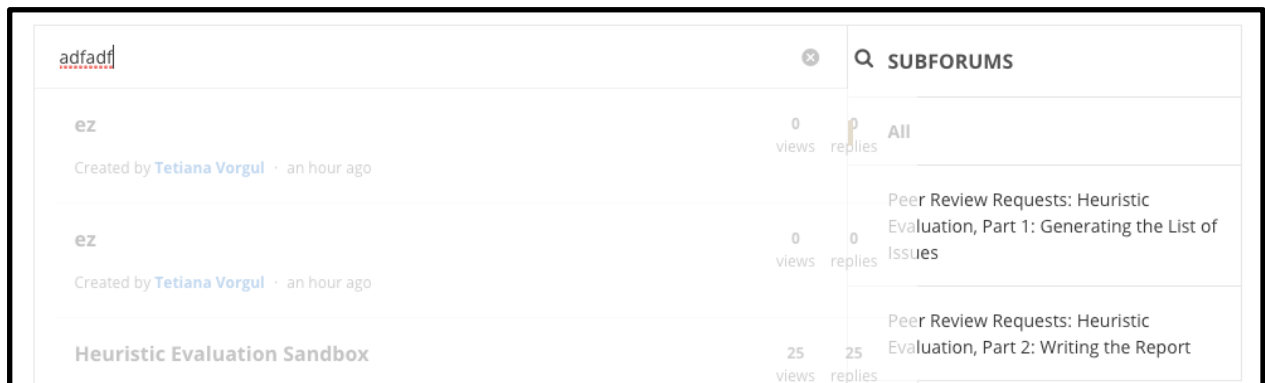 adfadf
SUBFORUMS
ez
0
0
views
replies
Created by Tetiana Vorgul · an hour ago
All
ez
0
0
views
replies
Created by Tetiana Vorgul · an hour ago
Peer Review Requests: Heuristic
Evaluation, Part 1: Generating the List of
Issues
Heuristic Evaluation Sandbox
25
25
views
replies
Peer Review Requests: Heuristic
Evaluation, Part 2: Writing the Report